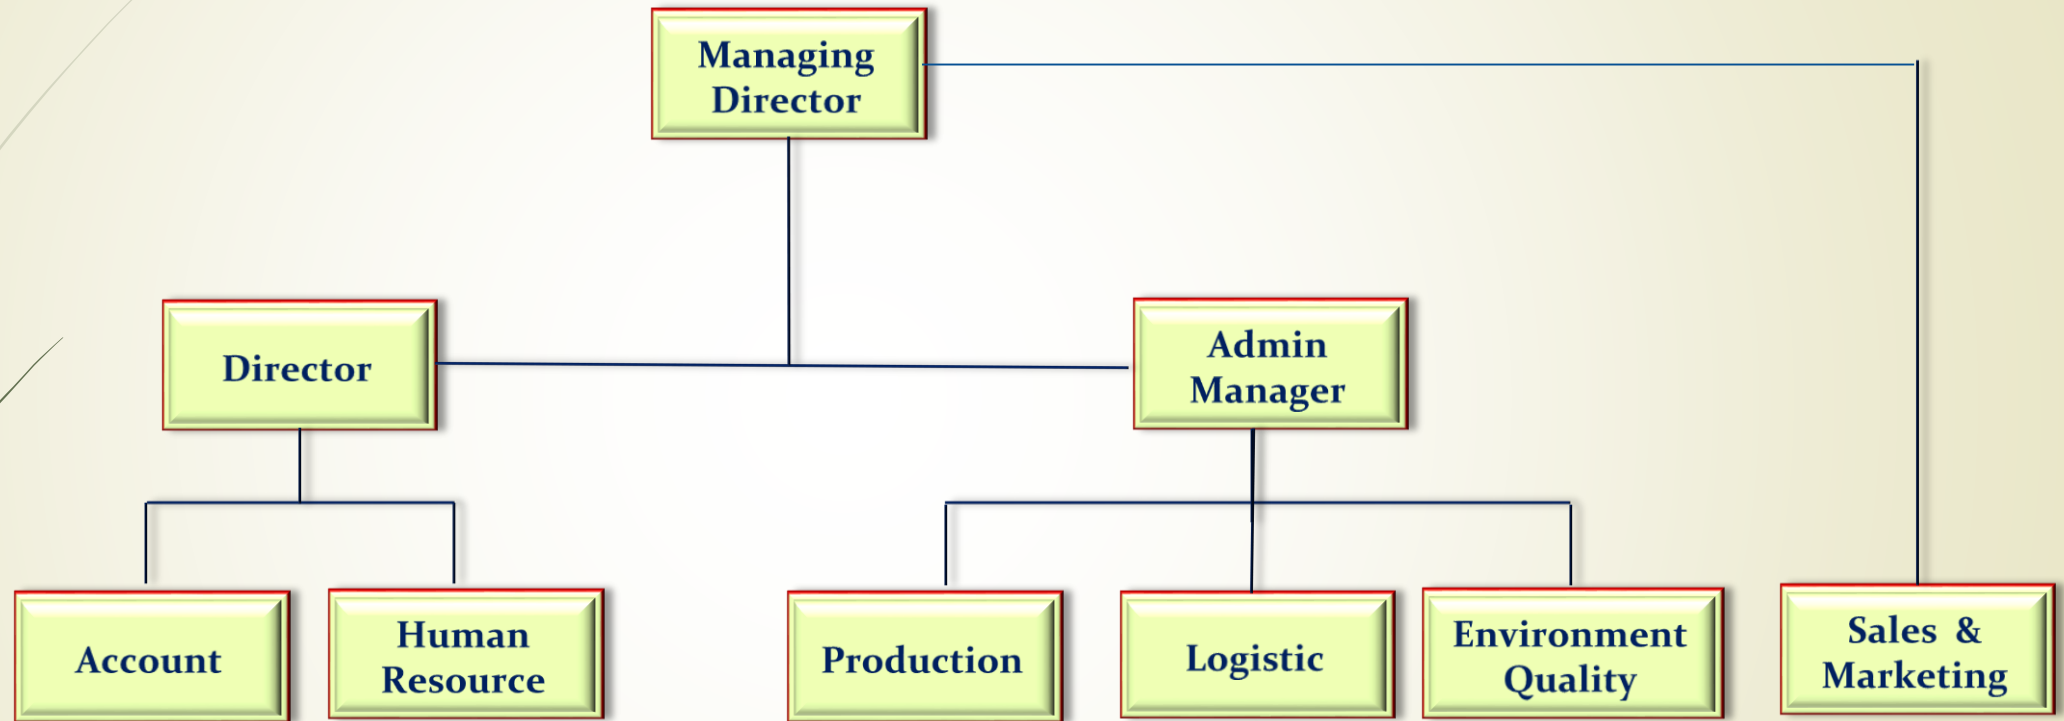 Managing
Director
Director
Admin
Manager
Account
Human
Resource
Production
Logistic
Environment
Quality
Sales &
Marketing